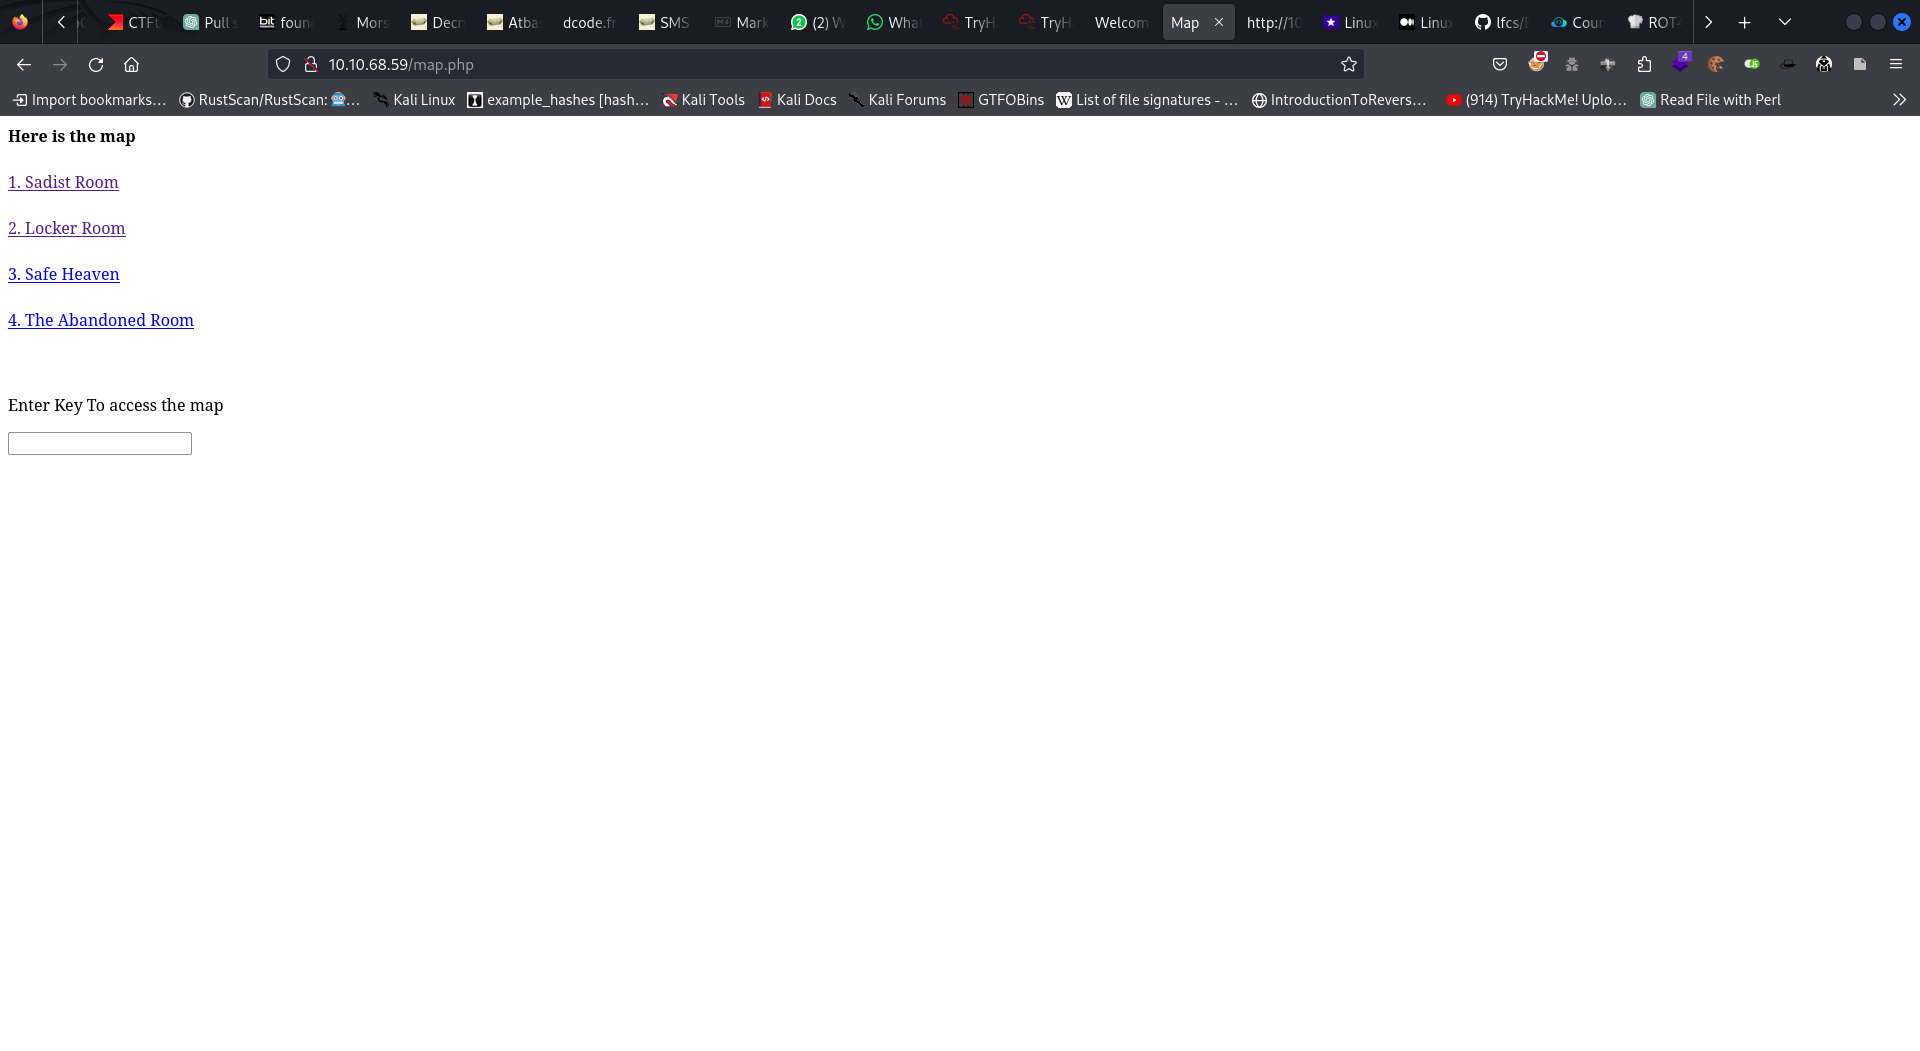 CTFt
Pull s
bit foun
Mors
Decr
Atba
dcode.fr
SMS
Mark
(2) W
What
TryH
TryH
Welcom
Map
http://10
Linux
Linux
lfcs/E
Cour
ROT-
10.10.68.59/map.php
4
Import bookmarks...
RustScan/RustScan: ...
Kali Linux
example_hashes [hash...
Kali Tools
Kali Docs
Kali Forums
GTFOBins
W List of file signatures - ...
IntroductionToRevers...
(914) TryHackMe! Uplo...
Read File with Perl
Here is the map
1. Sadist Room
2. Locker Room
3. Safe Heaven
4. The Abandoned Room
Enter Key To access the map